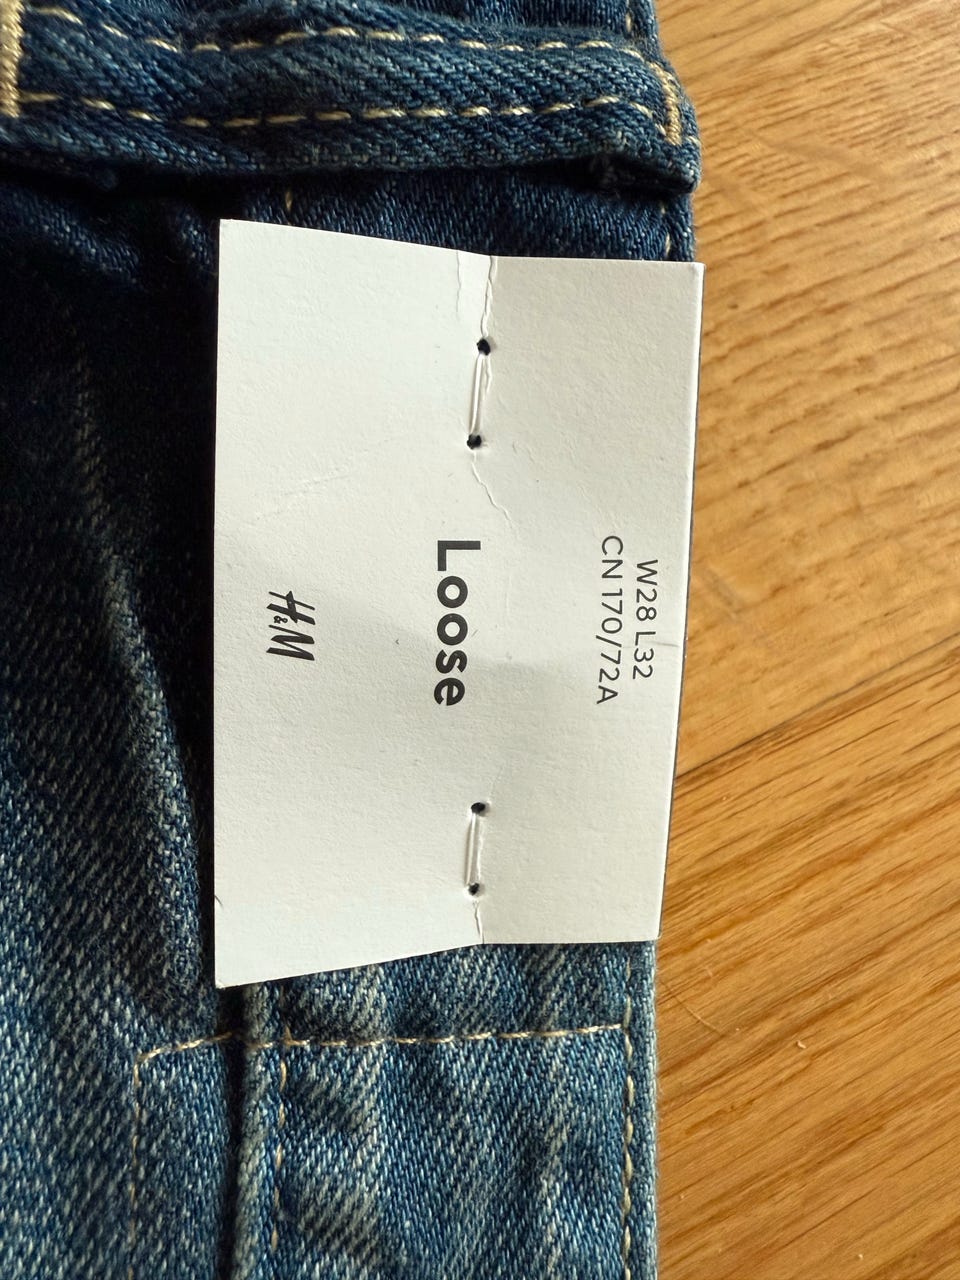 W28 L32
CN 170/72A
Loose
H&M